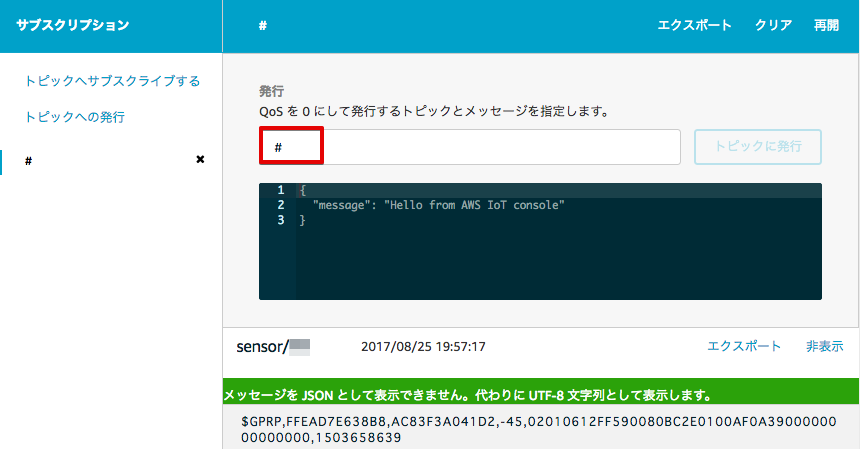 サブスクリプション
# エクスポート クリア 再開
トピックへサブスクライブする
トピックへの発行
# ×
発行
QoS を 0 にして発行するトピックとメッセージを指定します。
# トピックに発行
1 {
2 "message": "Hello from AWS IoT console"
3 }
sensor/ 2017/08/25 19:57:17 エクスポート 非表示
メッセージを JSON として表示できません。代わりに UTF-8 文字列として表示します。
$GPRP,FFEAD7E638B8,AC83F3A041D2,-45,02010612FF590080BC2E0100AF0A39000000
00000000,1503658639